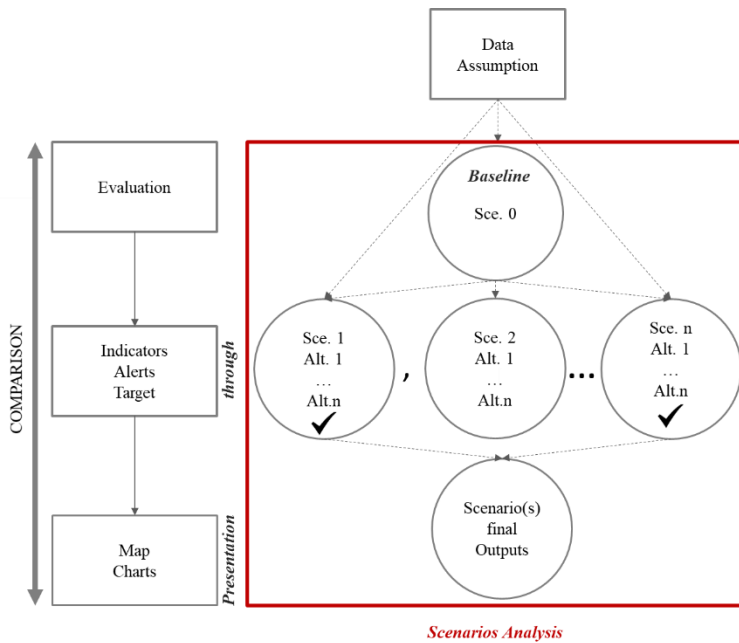 Data
Assumption
COMPARISON
Evaluation
Indicators
Alerts
Target
through
Map
Charts
Presentation
Baseline
Sce. 0
Sce. 1
Alt. 1
…
Alt.n
,
Sce. 2
Alt. 1
…
Alt.n
...
Sce. n
Alt. 1
…
Alt.n
Scenario(s)
final
Outputs
Scenarios Analysis